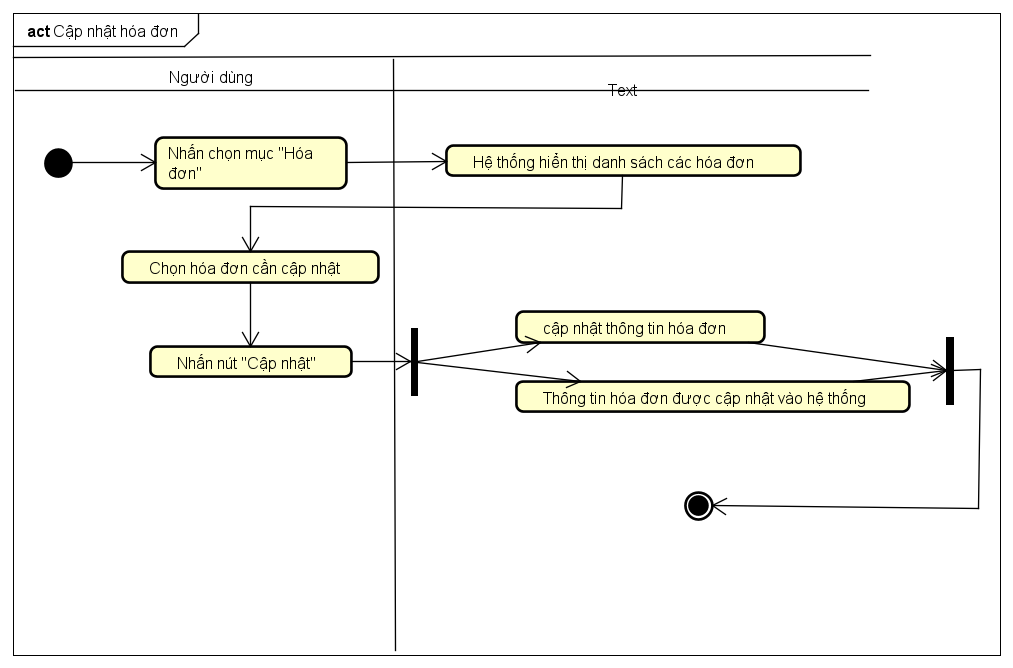 act Cập nhật hóa đơn
Người dùng
Text
Nhấn chọn mục "Hóa
đơn"
Hệ thống hiển thị danh sách các hóa đơn
Chọn hóa đơn cần cập nhật
cập nhật thông tin hóa đơn
Nhấn nút "Cập nhật"
Thông tin hóa đơn được cập nhật vào hệ thống